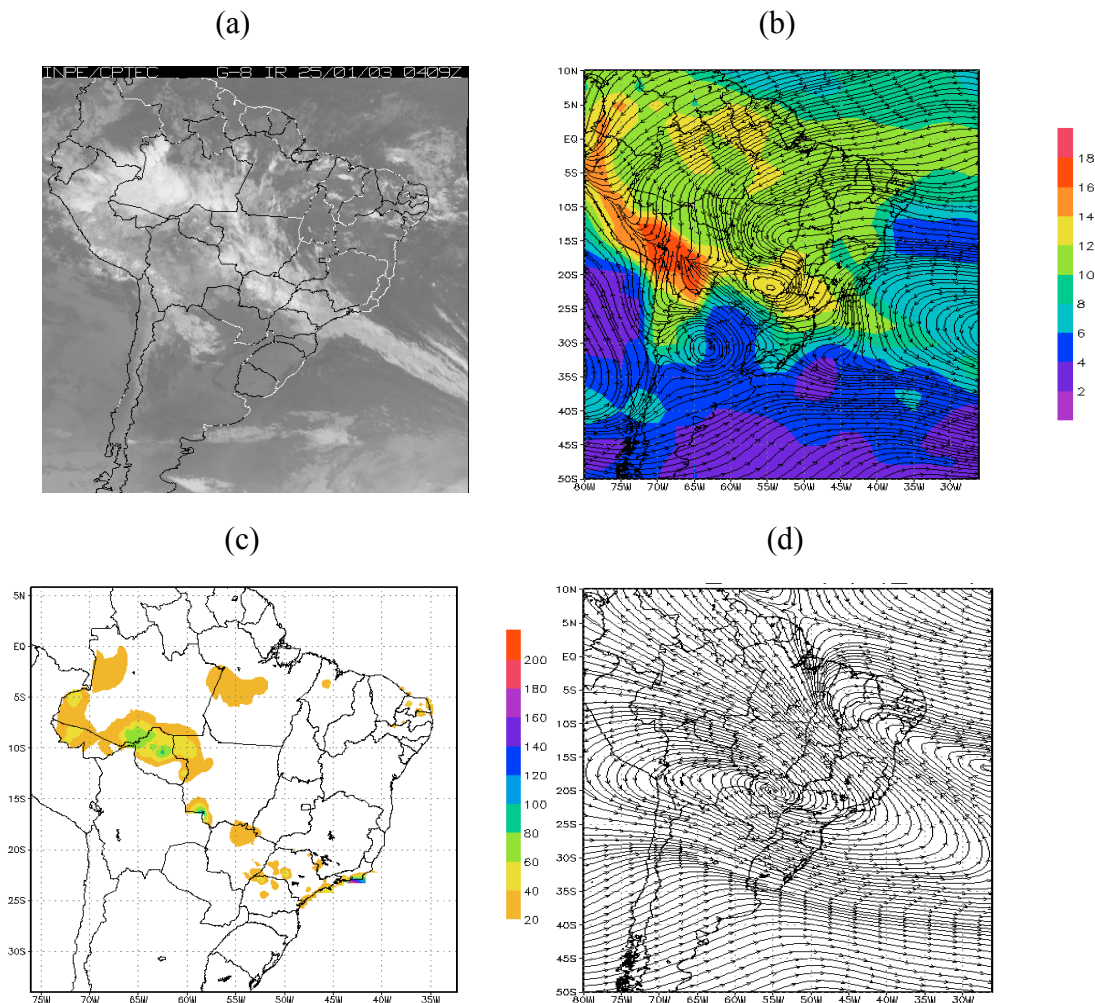 (a)
(b)
INPE/CPTEC G-8 IR 25/01/03 0409Z
10N
5N
EQ
5S
10S
15S
20S
25S
30S
35S
40S
45S
50S
80W 75W 70W 65W 60W 55W 50W 45W 40W 35W 30W
18
16
14
12
10
8
6
4
2
(c)
(d)
5N
EQ
5S
10S
15S
20S
25S
30S
75W 70W 65W 60W 55W 50W 45W 40W 35W
200
180
160
140
120
100
80
60
40
20
10N
5N
EQ
5S
10S
15S
20S
25S
30S
35S
40S
45S
50S
80W 75W 70W 65W 60W 55W 50W 45W 40W 35W 30W